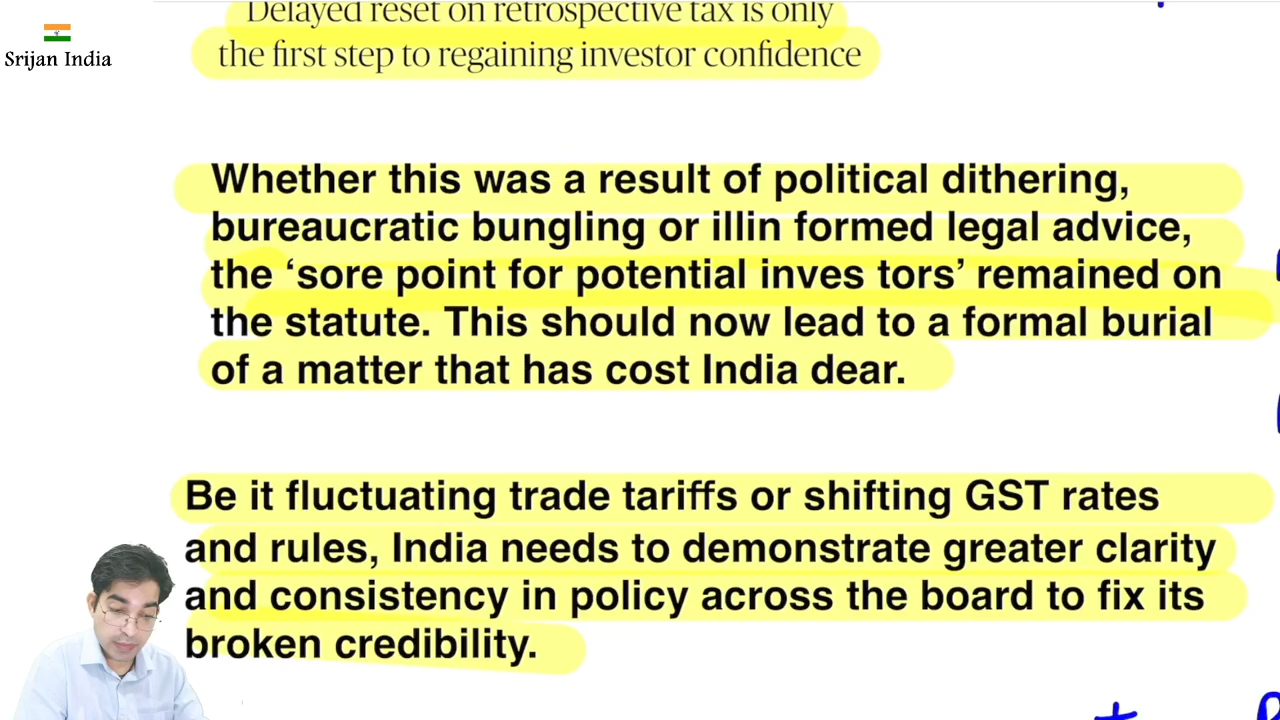 Delayed reset on retrospective tax is only
the first step to regaining investor confidence
Srijan India
Whether this was a result of political dithering,
bureaucratic bungling or illin formed legal advice,
the ‘sore point for potential inves tors’ remained on
the statute. This should now lead to a formal burial
of a matter that has cost India dear.
Be it fluctuating trade tariffs or shifting GST rates
and rules, India needs to demonstrate greater clarity
and consistency in policy across the board to fix its
broken credibility.